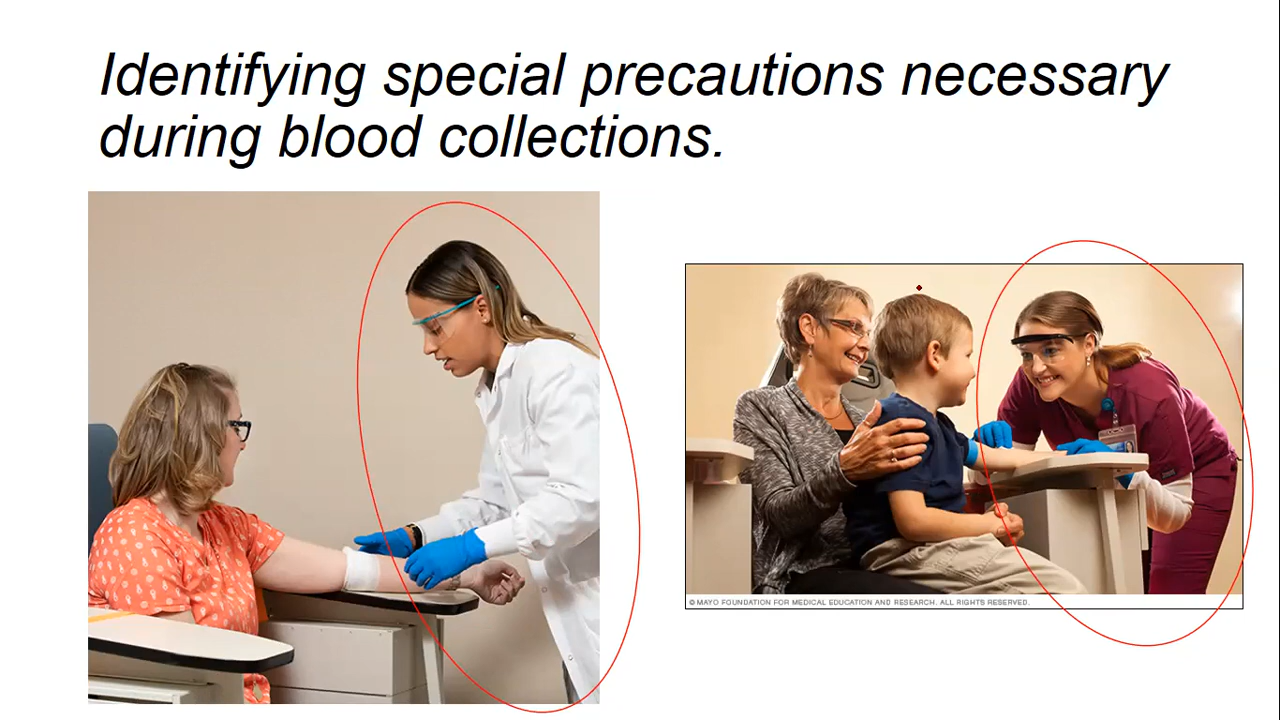 Identifying special precautions necessary
during blood collections.
© MAYO FOUNDATION FOR MEDICAL EDUCATION AND RESEARCH. ALL RIGHTS RESERVED.